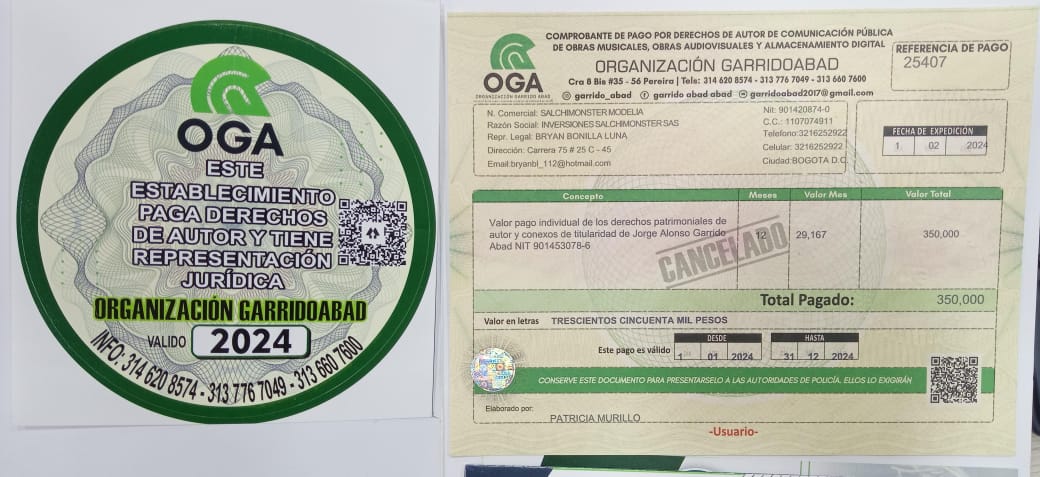 OGA
ESTE
ESTABLECIMIENTO
PAGA DERECHOS
DE AUTOR Y TIENE
REPRESENTACIÓN
JURÍDICA
ORGANIZACIÓN GARRIDOABAD
VALIDO 2024
INFO: 314 620 8574 - 313 776 7049 - 313 660 7600
COMPROBANTE DE PAGO POR DERECHOS DE AUTOR DE COMUNICACIÓN PÚBLICA
DE OBRAS MUSICALES, OBRAS AUDIOVISUALES Y ALMACENAMIENTO DIGITAL
ORGANIZACIÓN GARRIDOABAD
OGA
ORGANIZACIÓN GARRIDO ABAD
Cra 8 Bis #35 - 56 Pereira | Tels: 314 620 8574 - 313 776 7049 - 313 660 7600
garrido_abad garrido abad abad garridoabad2017@gmail.com
REFERENCIA DE PAGO
25407
N. Comercial: SALCHIMONSTER MODELIA
Razón Social: INVERSIONES SALCHIMONSTER SAS
Repr. Legal: BRYAN BONILLA LUNA
Dirección: Carrera 75 # 25 C - 45
Email:bryanbl_112@hotmail.com
Nit: 901420874-0
C.C.: 1107074911
Telefono:3216252922
Celular: 3216252922
Ciudad:BOGOTA D.C.
FECHA DE EXPEDICIÓN
1 02 2024
Concepto Meses Valor Mes Valor Total
Valor pago individual de los derechos patrimoniales de
autor y conexos de titularidad de Jorge Alonso Garrido
Abad NIT 901453078-6
12 29,167 350,000
CANCELADO
Total Pagado: 350,000
Valor en letras TRESCIENTOS CINCUENTA MIL PESOS
DESDE HASTA
Este pago es válido 1 01 2024 31 12 2024
CONSERVE ESTE DOCUMENTO PARA PRESENTARSELO A LAS AUTORIDADES DE POLICÍA, ELLOS LO EXIGIRÁN
Elaborado por:
PATRICIA MURILLO
-Usuario-